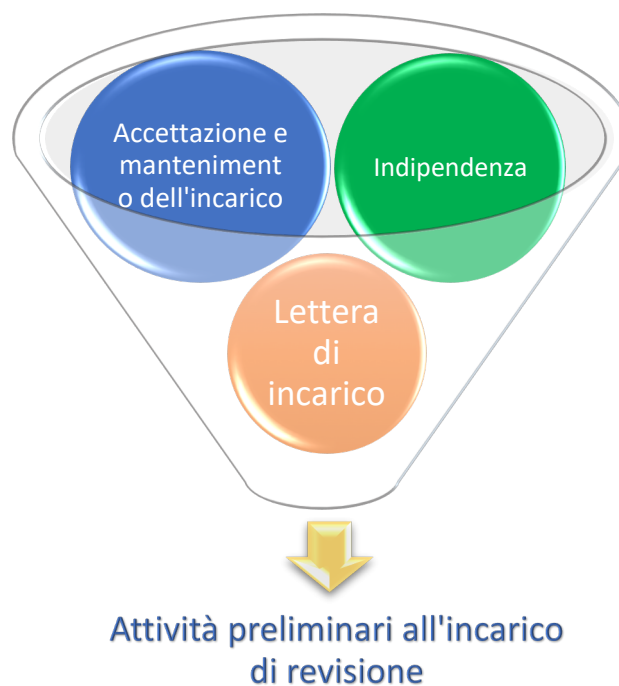 Accettazione e
manteniment
o dell'incarico
Indipendenza
Lettera
di
incarico
Attività preliminari all'incarico
di revisione